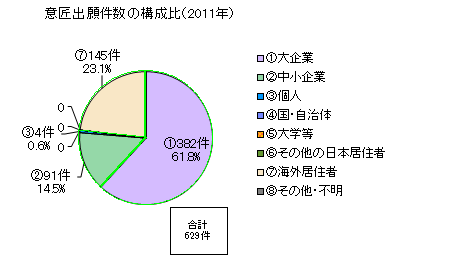 意匠出願件数の構成比(2011年)
⑦145件
23.1%
0
0
③4件
0.6%
0
②91件
14.5%
①382件
61.8%
①大企業
②中小企業
③個人
④国・自治体
⑤大学等
⑥その他の日本居住者
⑦海外居住者
⑧その他・不明
合計
629件